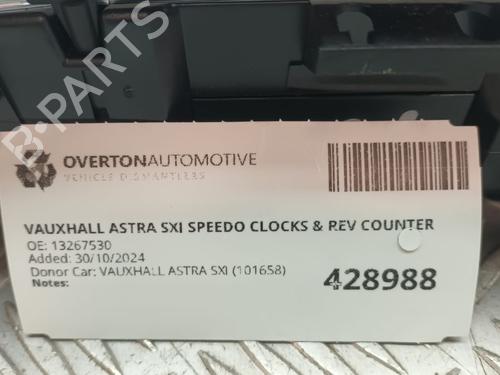 B-PARTS
OVERTONAUTOMOTIVE
VEHICLE DISMANTLERS
VAUXHALL ASTRA SXI SPEEDO CLOCKS & REV COUNTER
OE: 13267530
Added: 30/10/2024
Donor Car: VAUXHALL ASTRA SXI (101658)
Notes:
428988